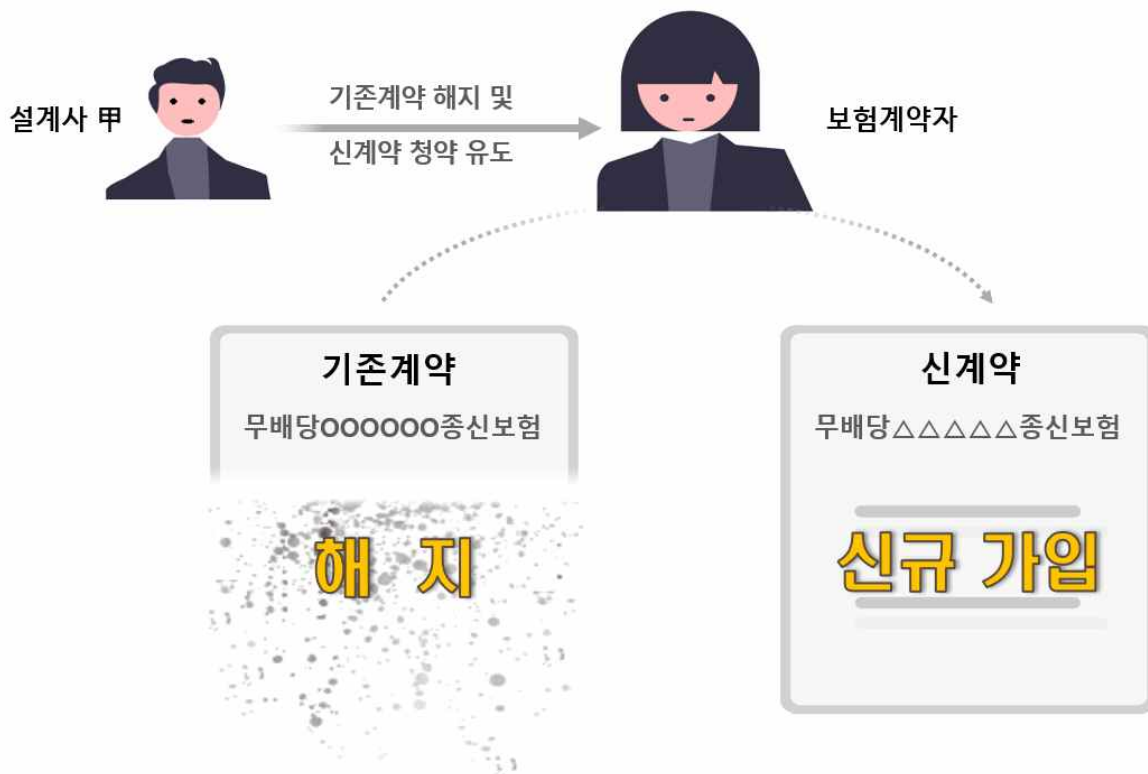 설계사 甲
기존계약 해지 및
신계약 청약 유도
보험계약자
기존계약
무배당OOOOOO종신보험
해 지
신계약
무배당△△△△△종신보험
신규 가입